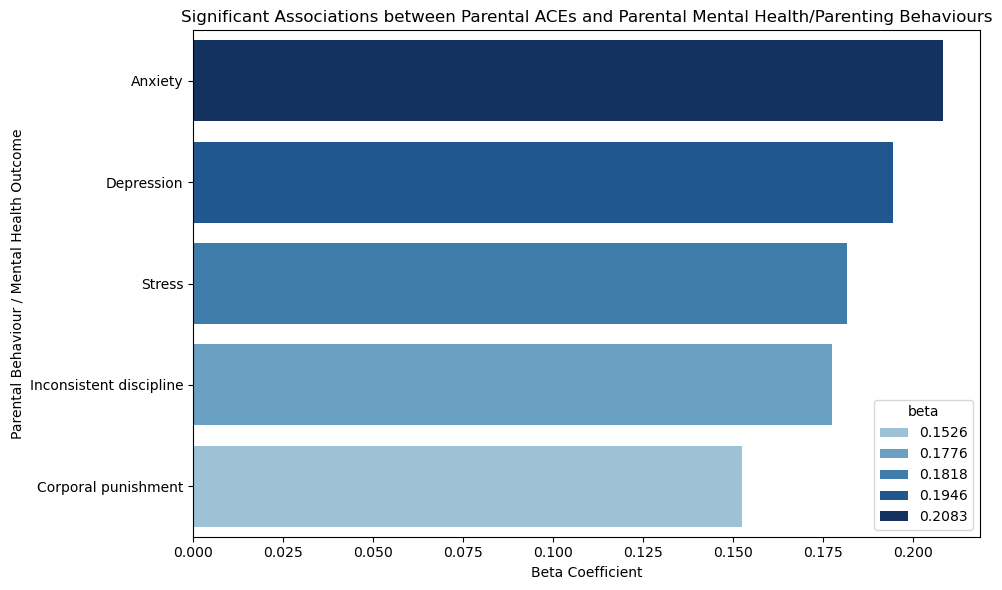 Significant Associations between Parental ACEs and Parental Mental Health/Parenting Behaviours
Parental Behaviour / Mental Health Outcome
Anxiety
Depression
Stress
Inconsistent discipline
Corporal punishment
beta
0.1526
0.1776
0.1818
0.1946
0.2083
0.000 0.025 0.050 0.075 0.100 0.125 0.150 0.175 0.200
Beta Coefficient